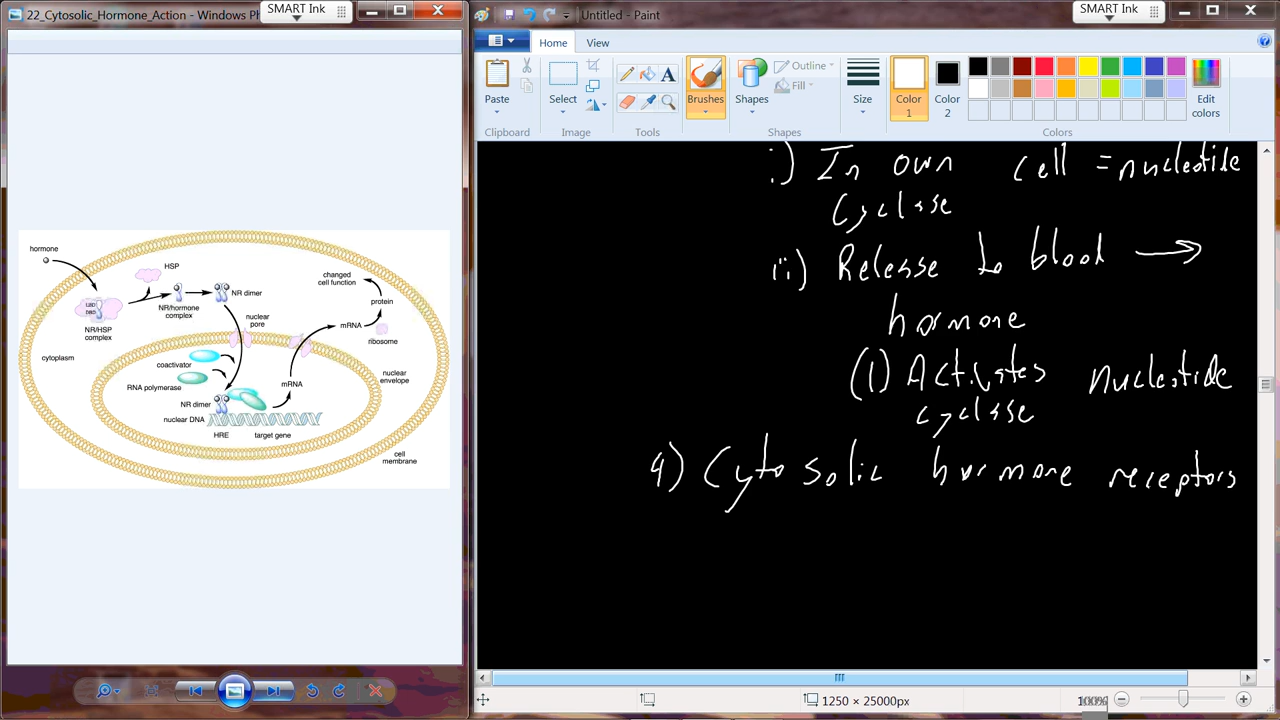 22_Cytosolic_Hormone_Action - Windows Ph
SMART Ink
Untitled - Paint
SMART Ink
Home
View
Paste
Select
Brushes
Shapes
Outline
Fill
Size
Color 1
Color 2
Edit colors
Clipboard
Image
Tools
Shapes
Colors
hormone
HSP
NR/HSP complex
NR/hormone complex
NR dimer
nuclear pore
changed cell function
protein
mRNA
ribosome
cytoplasm
coactivator
RNA polymerase
mRNA
nuclear envelope
NR dimer
nuclear DNA
HRE
target gene
cell membrane
i.) In own cell = nucleotide
cyclase
ii.) Release to blood →
hormone
(1) Activates nucleotide
cyclase
4) Cytosolic hormone receptors
1250 × 25000px
100%